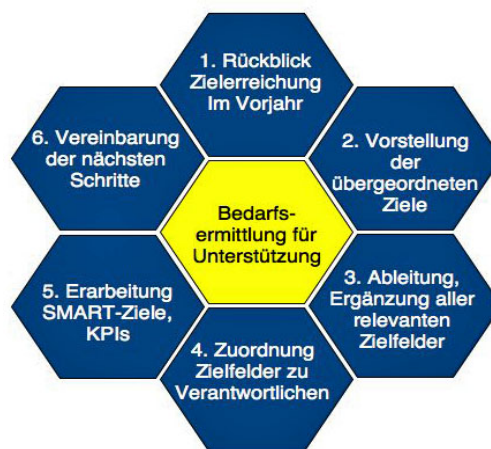 1. Rückblick
Zielerreichung
Im Vorjahr
2. Vorstellung
der
übergeordneten
Ziele
3. Ableitung,
Ergänzung aller
relevanten
Zielfelder
4. Zuordnung
Zielfelder zu
Verantwortlichen
5. Erarbeitung
SMART-Ziele,
KPIs
6. Vereinbarung
der nächsten
Schritte
Bedarfs-
ermittlung für
Unterstützung